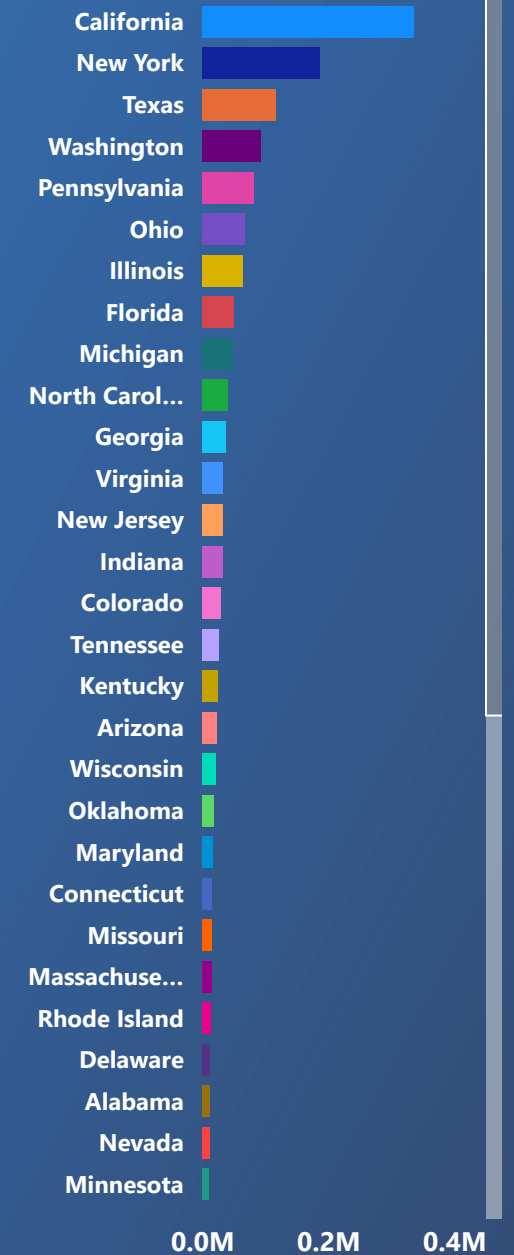 California
New York
Texas
Washington
Pennsylvania
Ohio
Illinois
Florida
Michigan
North Carol...
Georgia
Virginia
New Jersey
Indiana
Colorado
Tennessee
Kentucky
Arizona
Wisconsin
Oklahoma
Maryland
Connecticut
Missouri
Massachuse...
Rhode Island
Delaware
Alabama
Nevada
Minnesota
0.0M 0.2M 0.4M